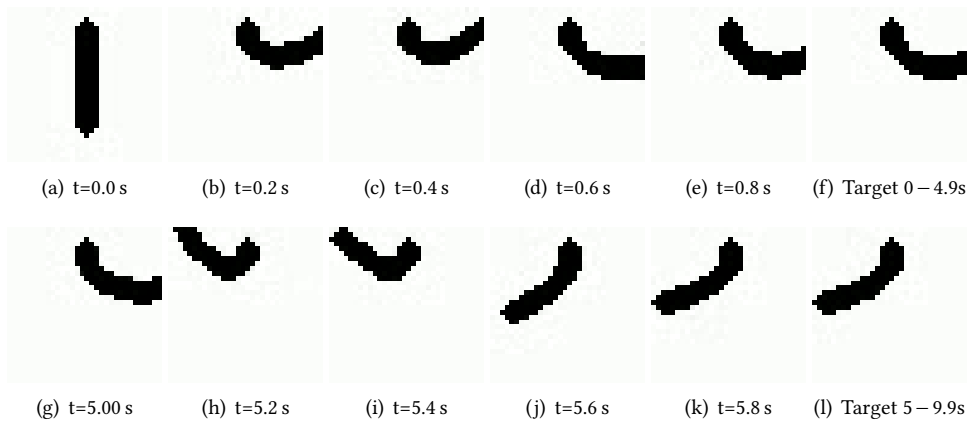 (a) t=0.0 s (b) t=0.2 s (c) t=0.4 s (d) t=0.6 s (e) t=0.8 s (f) Target 0−4.9s
(g) t=5.00 s (h) t=5.2 s (i) t=5.4 s (j) t=5.6 s (k) t=5.8 s (l) Target 5−9.9s